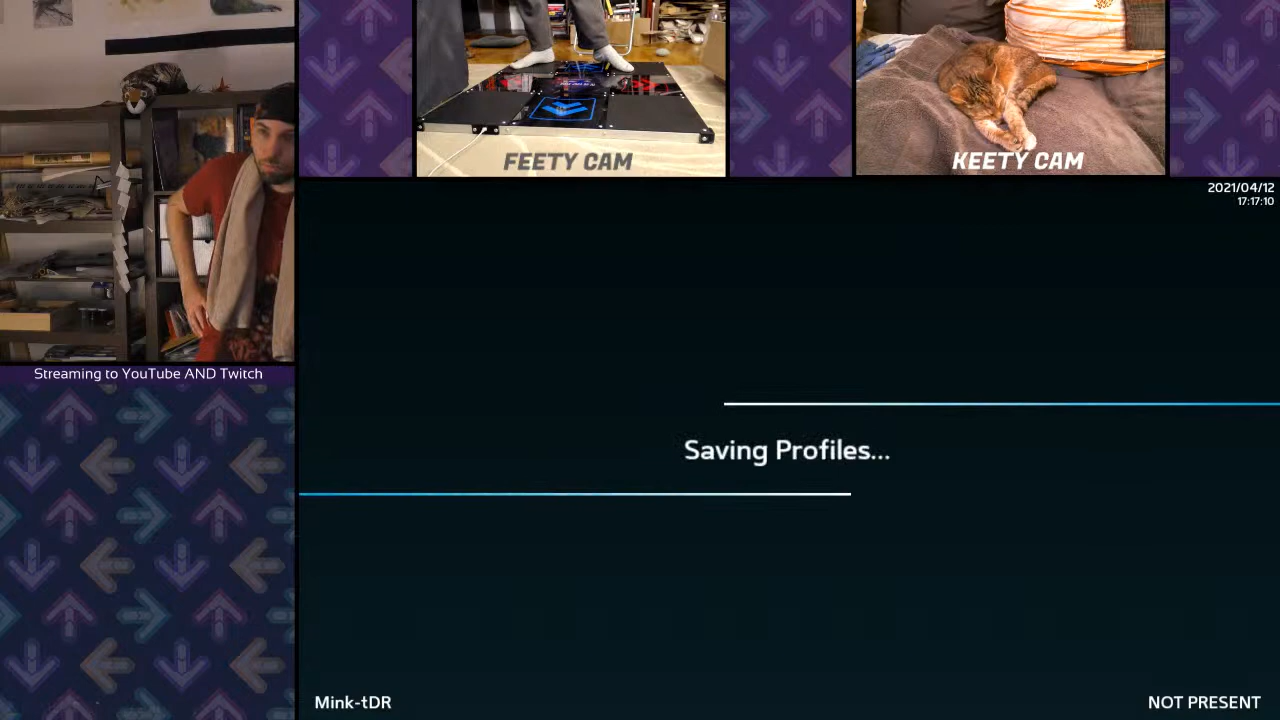 FEETY CAM
KEETY CAM
2021/04/12
17:17:10
Streaming to YouTube AND Twitch
Saving Profiles...
Mink-tDR
NOT PRESENT